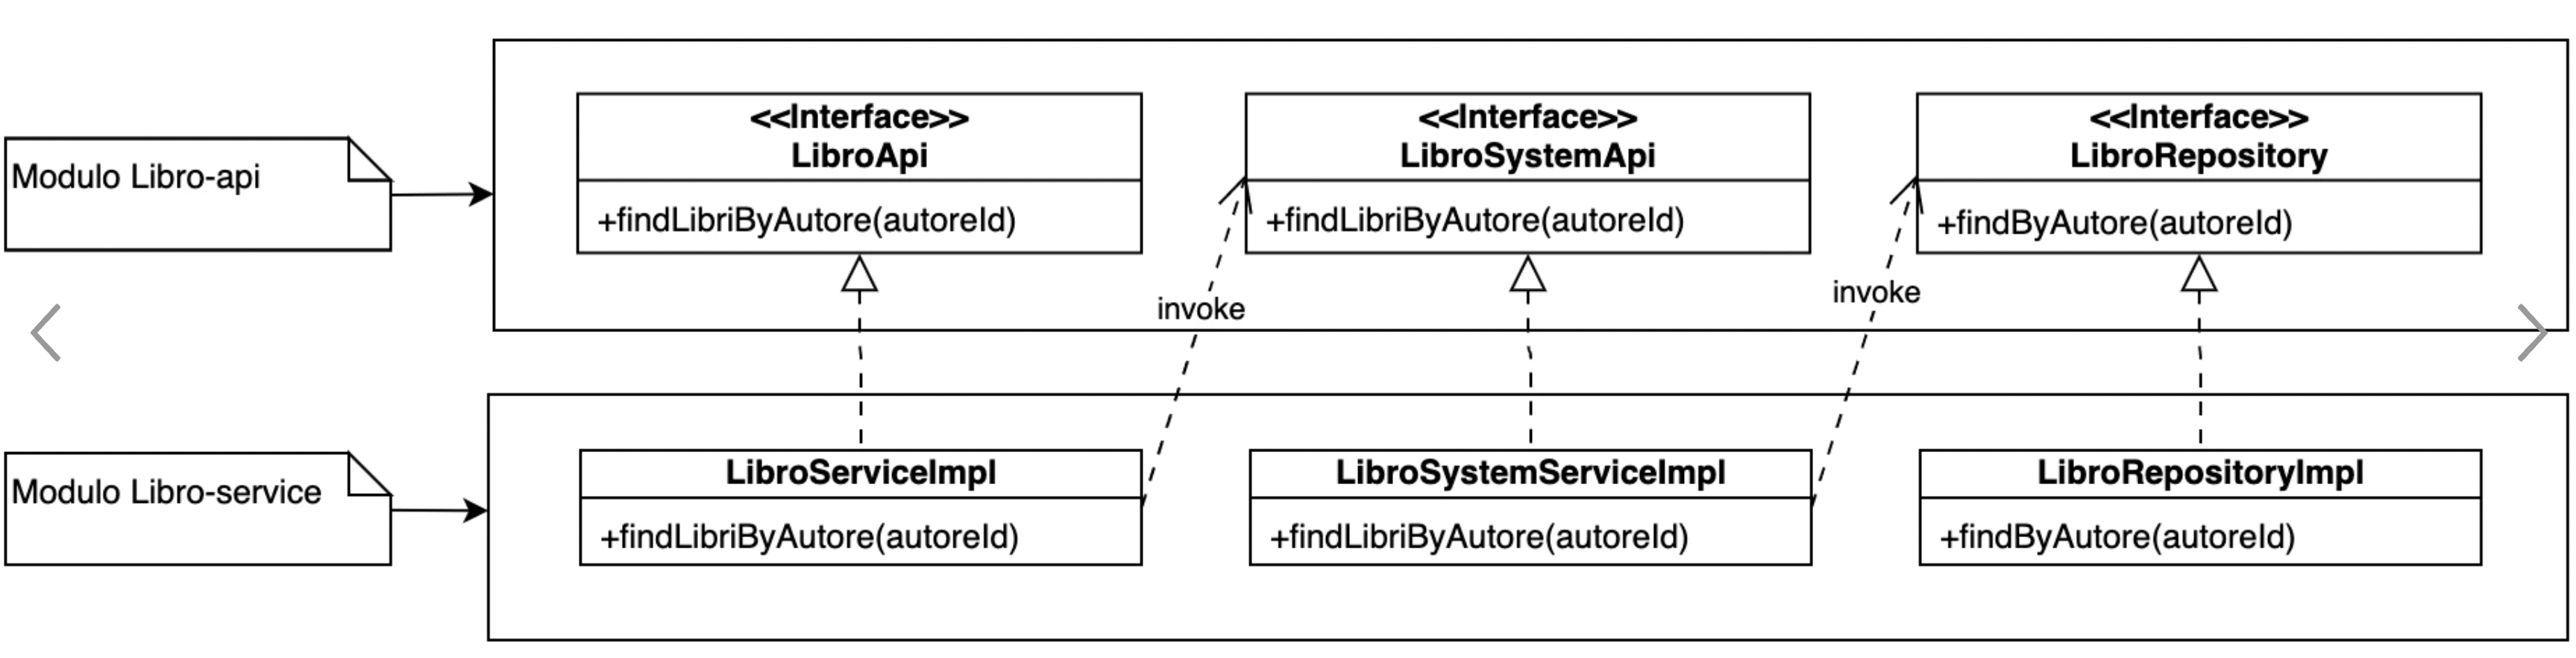 <<Interface>>
LibroApi
+findLibriByAutore(autoreId)
<<Interface>>
LibroSystemApi
+findLibriByAutore(autoreId)
<<Interface>>
LibroRepository
+findByAutore(autoreId)
Modulo Libro-api
invoke
invoke
Modulo Libro-service
LibroServiceImpl
+findLibriByAutore(autoreId)
LibroSystemServiceImpl
+findLibriByAutore(autoreId)
LibroRepositoryImpl
+findByAutore(autoreId)